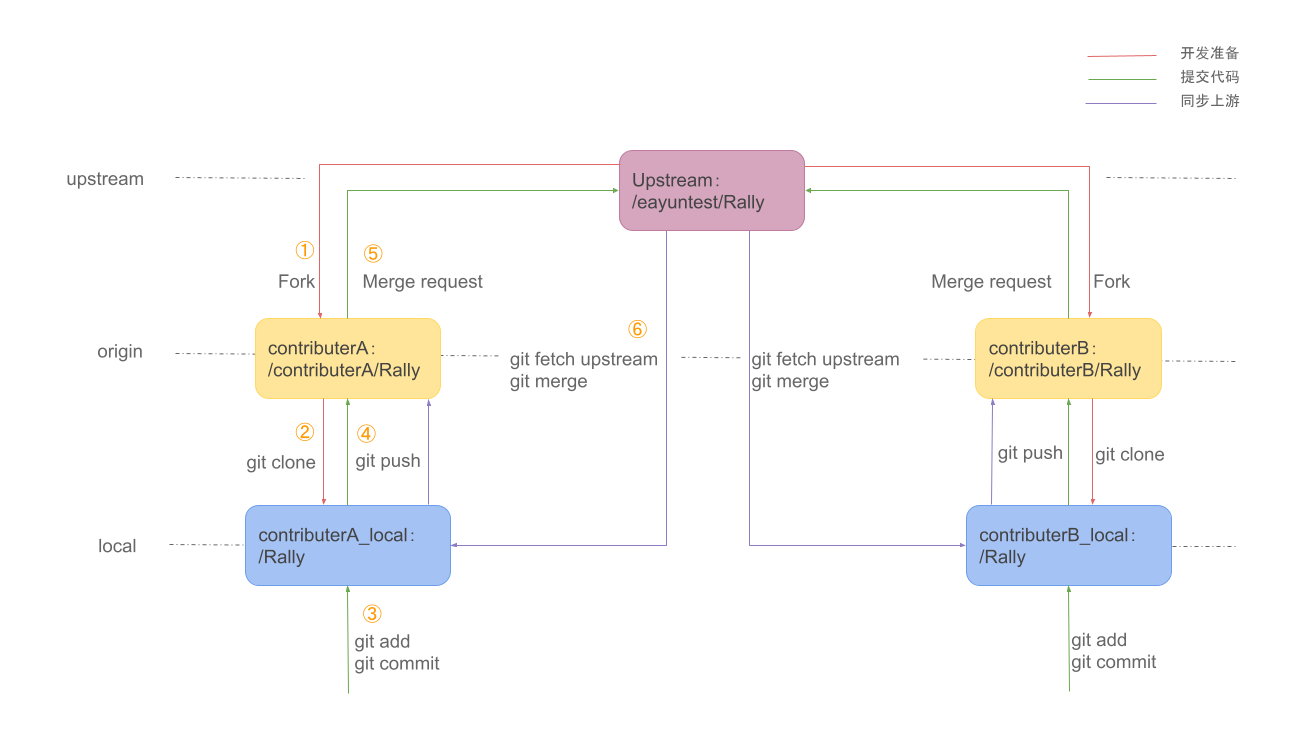 开发准备
提交代码
同步上游
upstream
Upstream：
/eayuntest/Rally
①
⑤
Fork
Merge request
Merge request
Fork
⑥
origin
contributerA：
/contributerA/Rally
git fetch upstream
git merge
git fetch upstream
git merge
contributerB：
/contributerB/Rally
②
④
git clone
git push
git push
git clone
local
contributerA_local：
/Rally
contributerB_local：
/Rally
③
git add
git commit
git add
git commit